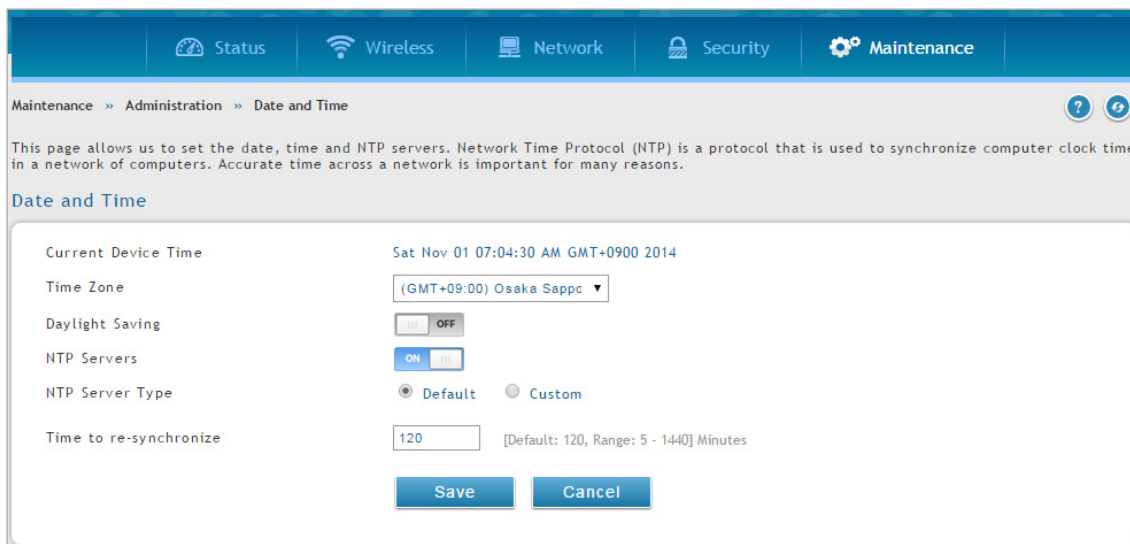 Status Wireless Network Security Maintenance
Maintenance » Administration » Date and Time
?
This page allows us to set the date, time and NTP servers. Network Time Protocol (NTP) is a protocol that is used to synchronize computer clock time
in a network of computers. Accurate time across a network is important for many reasons.
Date and Time
Current Device Time Sat Nov 01 07:04:30 AM GMT+0900 2014
Time Zone (GMT+09:00) Osaka Sappc
Daylight Saving OFF
NTP Servers ON
NTP Server Type Default Custom
Time to re-synchronize 120 [Default: 120, Range: 5 - 1440] Minutes
Save Cancel